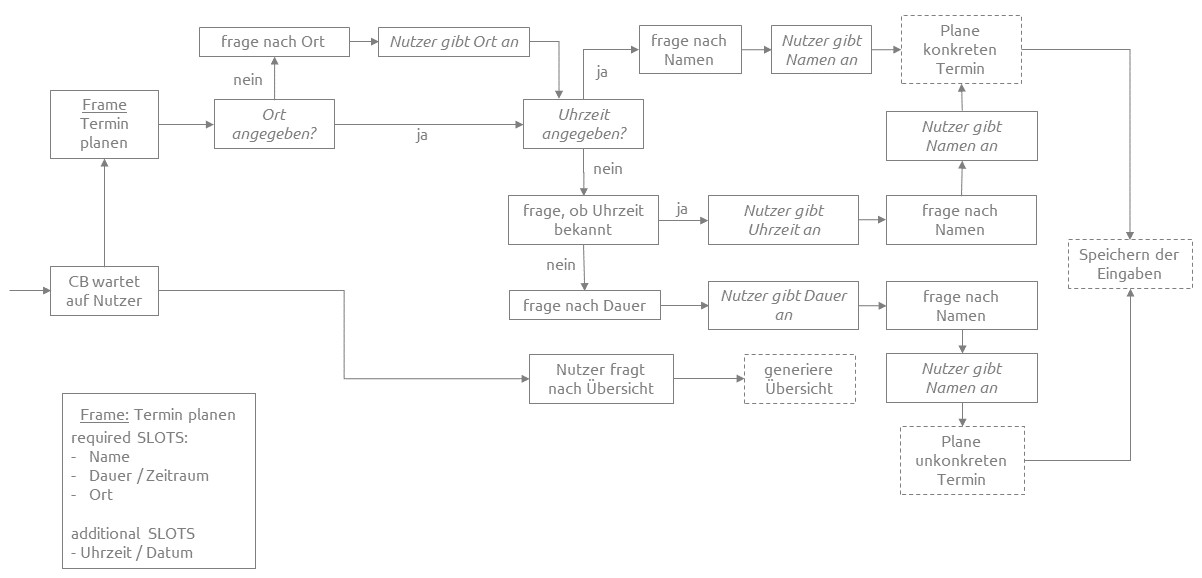 frage nach Ort
Nutzer gibt Ort an
frage nach
Namen
Nutzer gibt
Namen an
Plane
konkreten
Termin
nein
ja
Frame
Termin
planen
Ort
angegeben?
ja
Uhrzeit
angegeben?
Nutzer gibt
Namen an
nein
frage, ob Uhrzeit
bekannt
ja
Nutzer gibt
Uhrzeit an
frage nach
Namen
Speichern der
Eingaben
CB wartet
auf Nutzer
nein
frage nach Dauer
Nutzer gibt Dauer
an
frage nach
Namen
Nutzer fragt
nach Übersicht
generiere
Übersicht
Nutzer gibt
Namen an
Plane
unkonkreten
Termin
Frame: Termin planen
required SLOTS:
- Name
- Dauer / Zeitraum
- Ort
additional SLOTS
- Uhrzeit / Datum